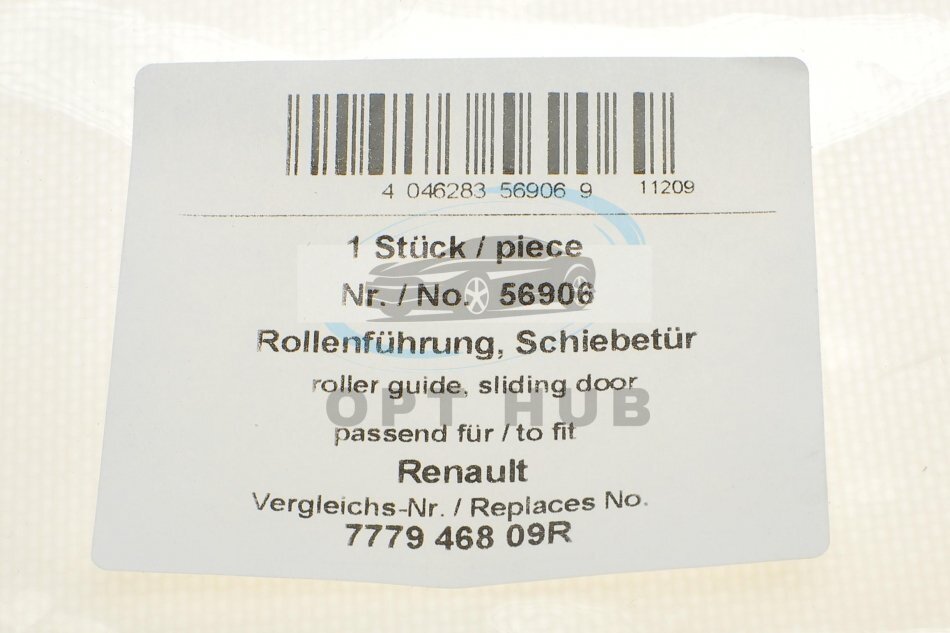 4 046283 56906 9 11209
1 Stück / piece
Nr. / No. 56906
Rollenführung, Schiebetür
roller guide, sliding door
OPT HUB
passend für / to fit
Renault
Vergleichs-Nr. / Replaces No.
7779 468 09R